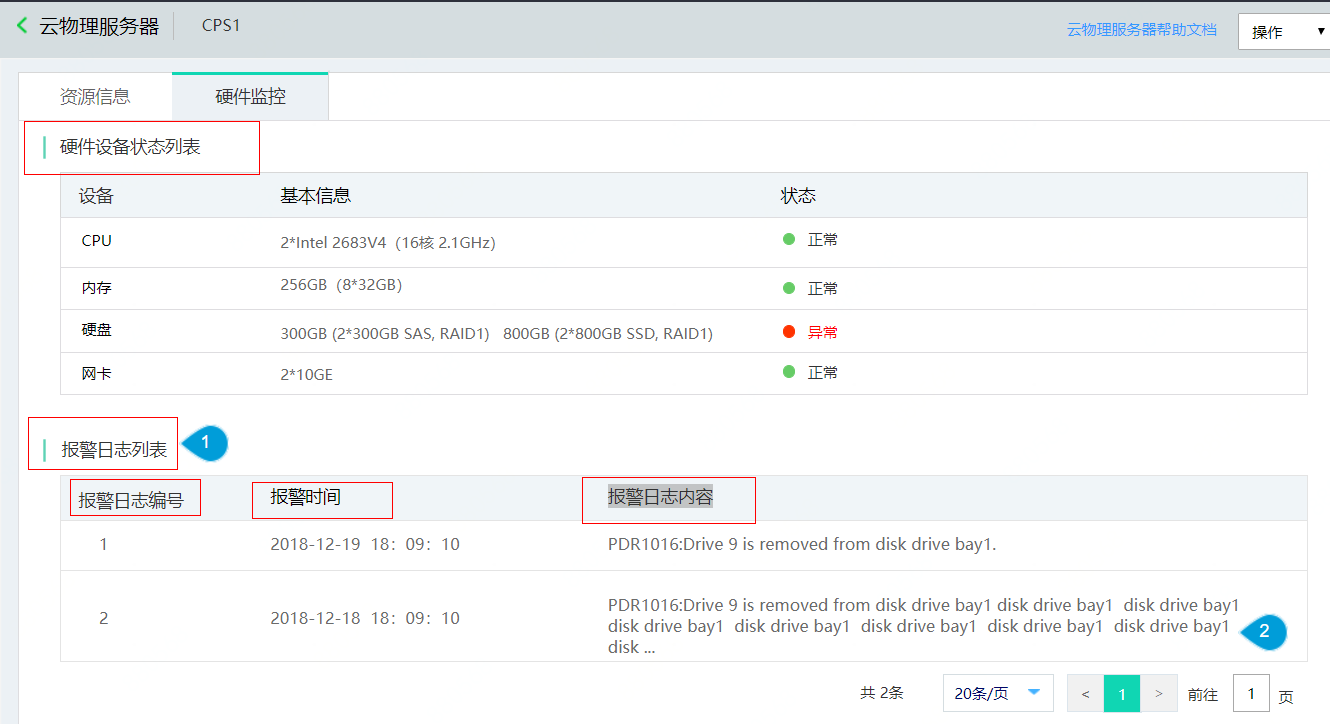 云物理服务器 CPS1 云物理服务器帮助文档 操作
资源信息 硬件监控
硬件设备状态列表
设备 基本信息 状态
CPU 2*Intel 2683V4（16核 2.1GHz） 正常
内存 256GB（8*32GB） 正常
硬盘 300GB (2*300GB SAS, RAID1) 800GB (2*800GB SSD, RAID1) 异常
网卡 2*10GE 正常
报警日志列表 1
报警日志编号 报警时间 报警日志内容
1 2018-12-19 18：09：10 PDR1016:Drive 9 is removed from disk drive bay1.
2 2018-12-18 18：09：10 PDR1016:Drive 9 is removed from disk drive bay1 disk drive bay1 disk drive bay1
disk drive bay1 disk drive bay1 disk drive bay1 disk drive bay1 disk drive bay1 2
disk ...
共 2条 20条/页 < 1 > 前往 1 页